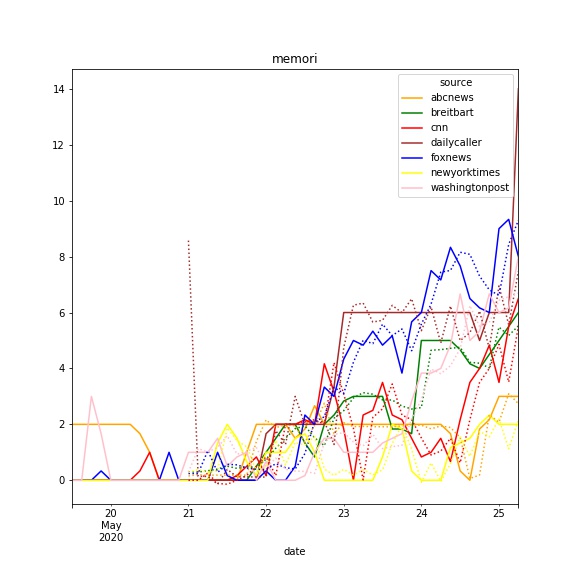 memori
source
abcnews
breitbart
cnn
dailycaller
foxnews
newyorktimes
washingtonpost
14
12
10
8
6
4
2
0
20 21 22 23 24 25
May
2020
date